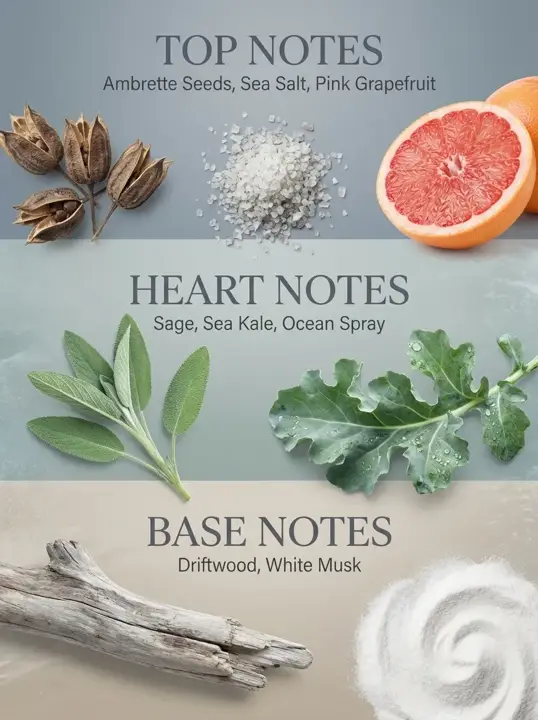 TOP NOTES
Ambrette Seeds, Sea Salt, Pink Grapefruit
HEART NOTES
Sage, Sea Kale, Ocean Spray
BASE NOTES
Driftwood, White Musk